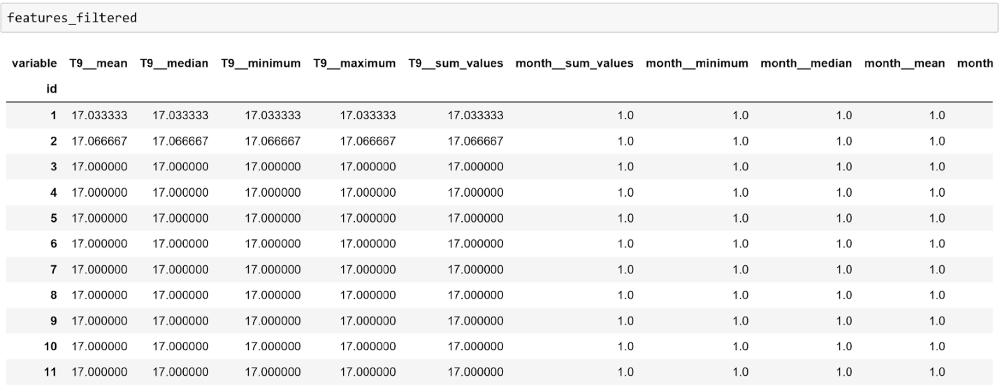 features_filtered
variable T9__mean T9__median T9__minimum T9__maximum T9__sum_values month__sum_values month__minimum month__median month__mean month
id
1 17.033333 17.033333 17.033333 17.033333 17.033333 1.0 1.0 1.0 1.0
2 17.066667 17.066667 17.066667 17.066667 17.066667 1.0 1.0 1.0 1.0
3 17.000000 17.000000 17.000000 17.000000 17.000000 1.0 1.0 1.0 1.0
4 17.000000 17.000000 17.000000 17.000000 17.000000 1.0 1.0 1.0 1.0
5 17.000000 17.000000 17.000000 17.000000 17.000000 1.0 1.0 1.0 1.0
6 17.000000 17.000000 17.000000 17.000000 17.000000 1.0 1.0 1.0 1.0
7 17.000000 17.000000 17.000000 17.000000 17.000000 1.0 1.0 1.0 1.0
8 17.000000 17.000000 17.000000 17.000000 17.000000 1.0 1.0 1.0 1.0
9 17.000000 17.000000 17.000000 17.000000 17.000000 1.0 1.0 1.0 1.0
10 17.000000 17.000000 17.000000 17.000000 17.000000 1.0 1.0 1.0 1.0
11 17.000000 17.000000 17.000000 17.000000 17.000000 1.0 1.0 1.0 1.0